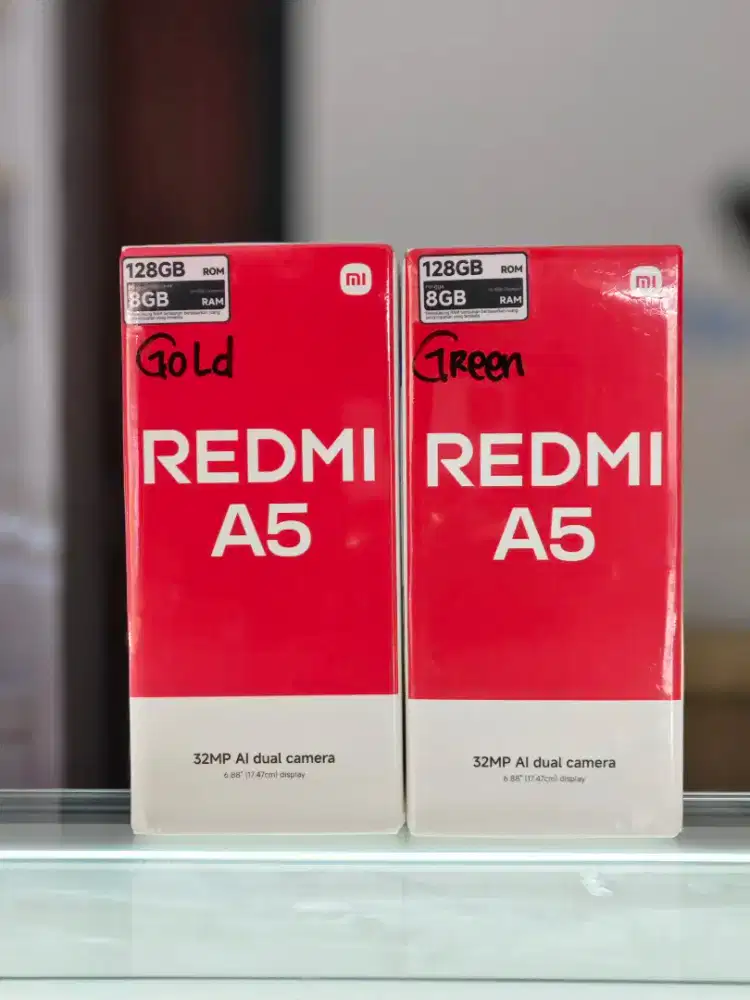 128GB ROM
8GB RAM
mi
Gold
REDMI
A5
32MP AI dual camera
6.88" (17.47cm) display
128GB ROM
8GB RAM
mi
Green
REDMI
A5
32MP AI dual camera
6.88" (17.47cm) display